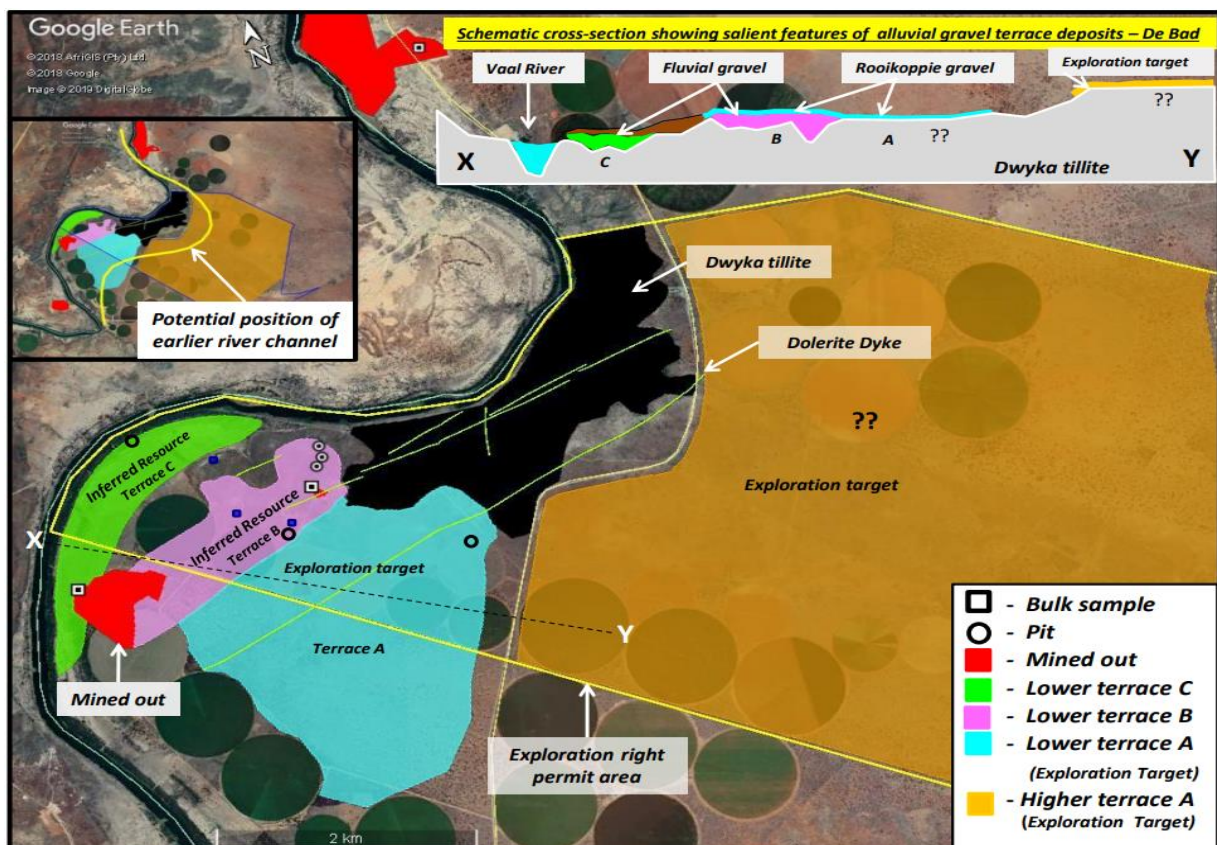 Google Earth
© 2018 AfriGIS (Pty) Ltd.
© 2018 Google
Image © 2019 DigitalGlobe
N
Schematic cross-section showing salient features of alluvial gravel terrace deposits – De Bad
Vaal River
Fluvial gravel
Rooikoppie gravel
Exploration target
??
X
C
B
A
??
Y
Dwyka tillite
Google Earth
N
Potential position of
earlier river channel
Dwyka tillite
Dolerite Dyke
??
Exploration target
Inferred Resource
Terrace C
Inferred Resource
Terrace B
X
Exploration target
Y
Terrace A
Mined out
Exploration right
permit area
2 km
- Bulk sample
- Pit
- Mined out
- Lower terrace C
- Lower terrace B
- Lower terrace A
(Exploration Target)
- Higher terrace A
(Exploration Target)